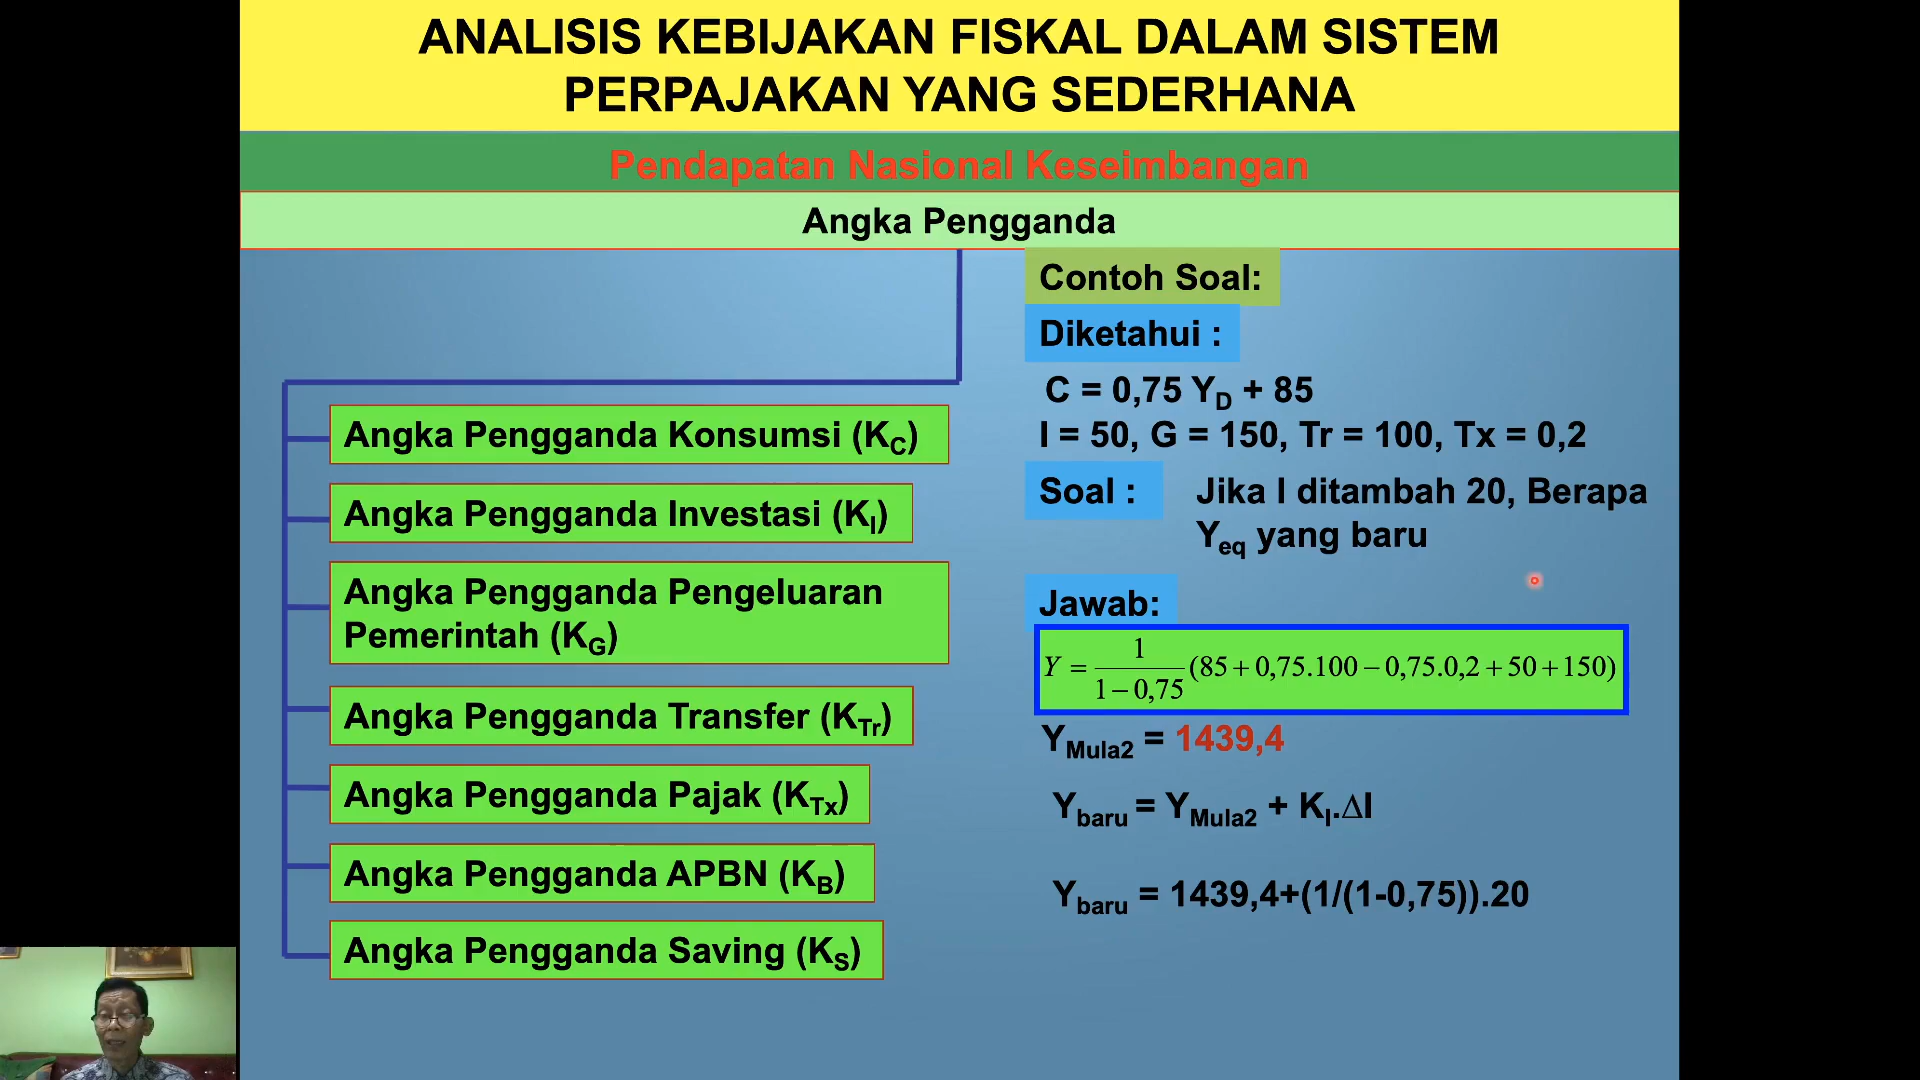 ANALISIS KEBIJAKAN FISKAL DALAM SISTEM
PERPAJAKAN YANG SEDERHANA
Pendapatan Nasional Keseimbangan
Angka Pengganda
Angka Pengganda Konsumsi (K_C)
Angka Pengganda Investasi (K_I)
Angka Pengganda Pengeluaran
Pemerintah (K_G)
Angka Pengganda Transfer (K_Tr)
Angka Pengganda Pajak (K_Tx)
Angka Pengganda APBN (K_B)
Angka Pengganda Saving (K_S)
Contoh Soal:
Diketahui :
C = 0,75 Y_D + 85
I = 50, G = 150, Tr = 100, Tx = 0,2
Soal : Jika I ditambah 20, Berapa
Y_eq yang baru
Jawab:
Y = 1/(1 − 0,75) (85 + 0,75.100 − 0,75.0,2 + 50 + 150)
Y_Mula2 = 1439,4
Y_baru = Y_Mula2 + K_I.∆I
Y_baru = 1439,4+(1/(1-0,75)).20